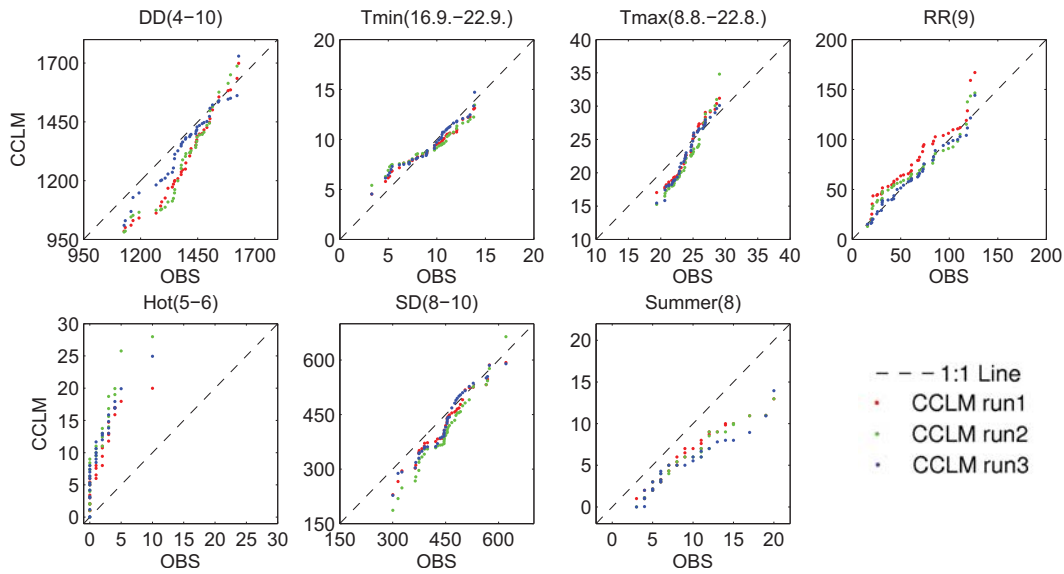 DD(4−10)
Tmin(16.9.−22.9.)
Tmax(8.8.−22.8.)
RR(9)
CCLM
1700
1450
1200
950
950 1200 1450 1700
OBS
20
15
10
5
0
0 5 10 15 20
OBS
40
35
30
25
20
15
10
10 15 20 25 30 35 40
OBS
200
150
100
50
0
0 50 100 150 200
OBS
Hot(5−6)
SD(8−10)
Summer(8)
CCLM
30
25
20
15
10
5
0
0 5 10 15 20 25 30
OBS
600
450
300
150
150 300 450 600
OBS
20
15
10
5
0
0 5 10 15 20
OBS
1:1 Line
CCLM run1
CCLM run2
CCLM run3